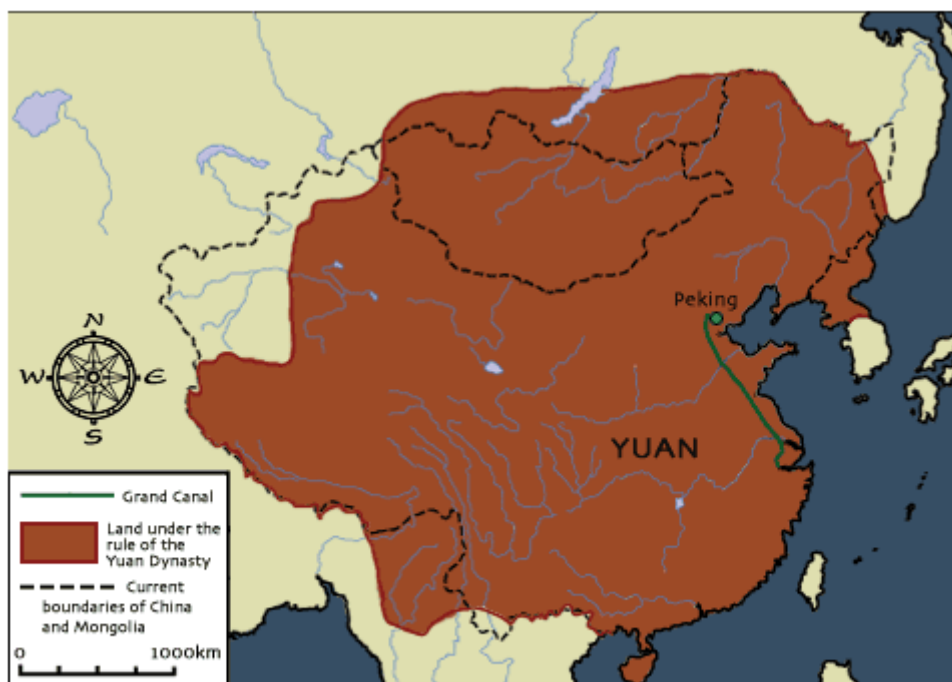 Peking
YUAN
N
W
E
S
Grand Canal
Land under the
rule of the
Yuan Dynasty
Current
boundaries of China
and Mongolia
0
1000km